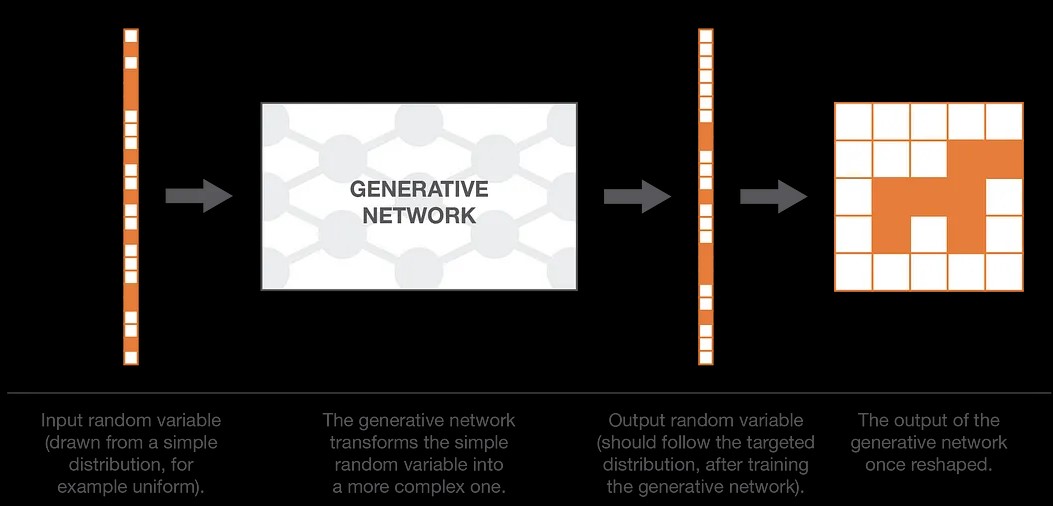 GENERATIVE
NETWORK
Input random variable
(drawn from a simple
distribution, for
example uniform).
The generative network
transforms the simple
random variable into
a more complex one.
Output random variable
(should follow the targeted
distribution, after training
the generative network).
The output of the
generative network
once reshaped.